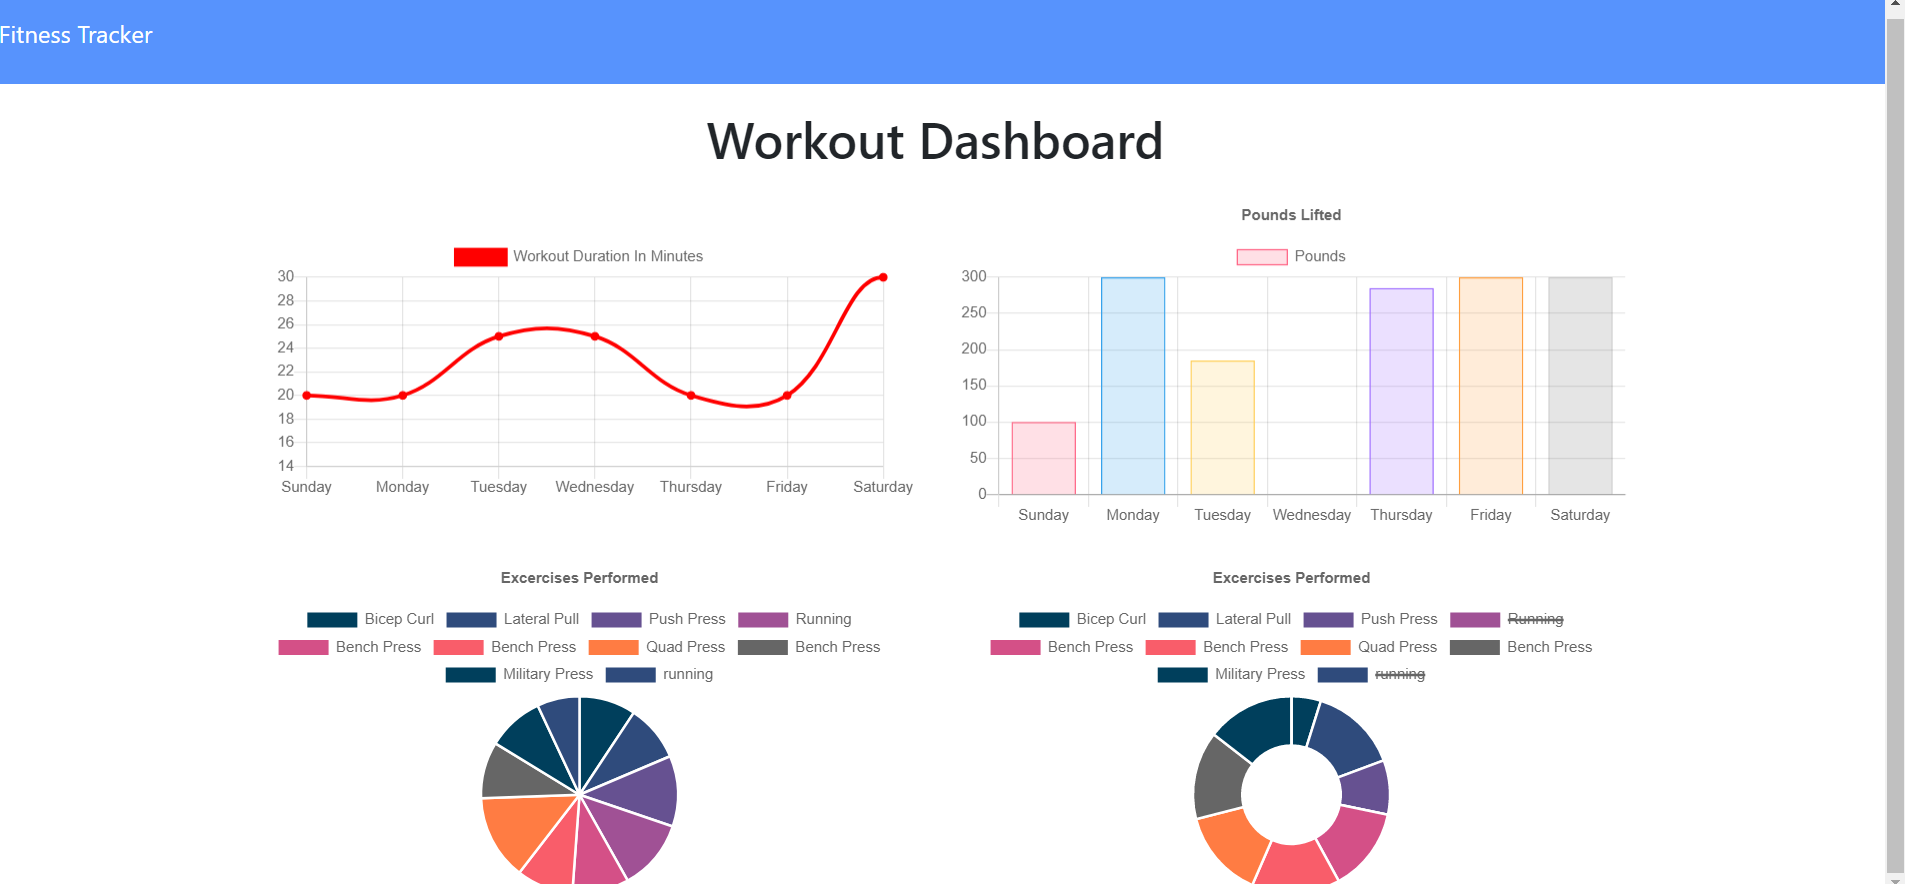 Fitness Tracker
Workout Dashboard
Workout Duration In Minutes
30
28
26
24
22
20
18
16
14
Sunday Monday Tuesday Wednesday Thursday Friday Saturday
Pounds Lifted
Pounds
300
250
200
150
100
50
0
Sunday Monday Tuesday Wednesday Thursday Friday Saturday
Excercises Performed
Bicep Curl Lateral Pull Push Press Running
Bench Press Bench Press Quad Press Bench Press
Military Press running
Excercises Performed
Bicep Curl Lateral Pull Push Press Running
Bench Press Bench Press Quad Press Bench Press
Military Press running